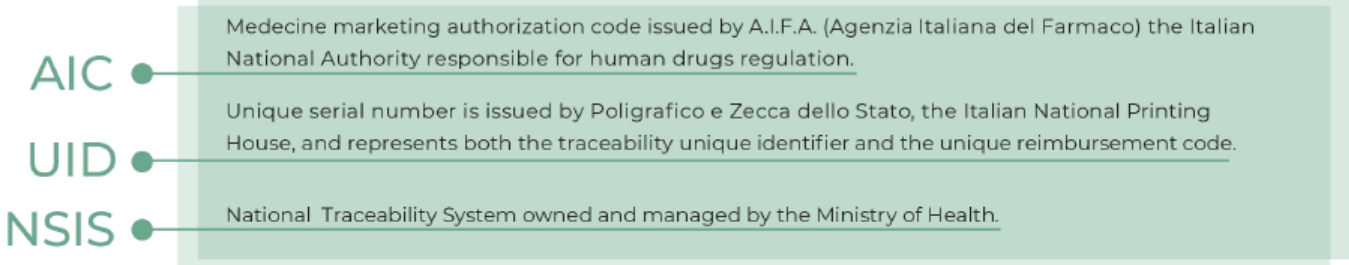 Medecine marketing authorization code issued by A.I.F.A. (Agenzia Italiana del Farmaco) the Italian
AIC National Authority responsible for human drugs regulation.
Unique serial number is issued by Poligrafico e Zecca dello Stato, the Italian National Printing
UID House, and represents both the traceability unique identifier and the unique reimbursement code.
NSIS National Traceability System owned and managed by the Ministry of Health.